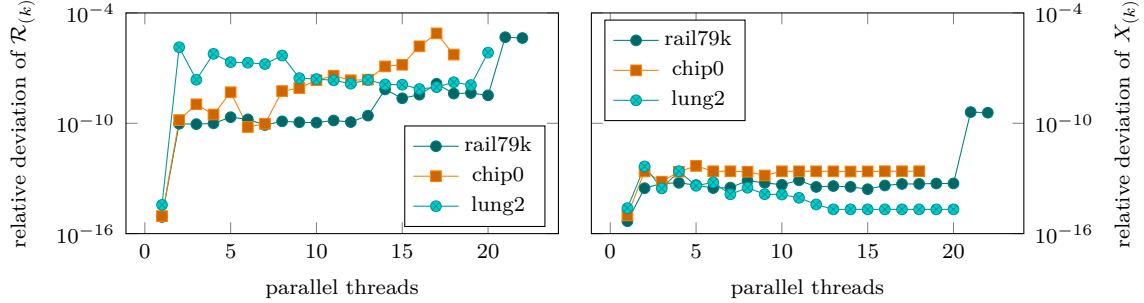 relative deviation of $\mathcal{R}_{(k)}$
10^{-4}
10^{-10}
10^{-16}
0 5 10 15 20
parallel threads
rail79k
chip0
lung2
rail79k
chip0
lung2
0 5 10 15 20
parallel threads
10^{-4}
10^{-10}
10^{-16}
relative deviation of $X_{(k)}$